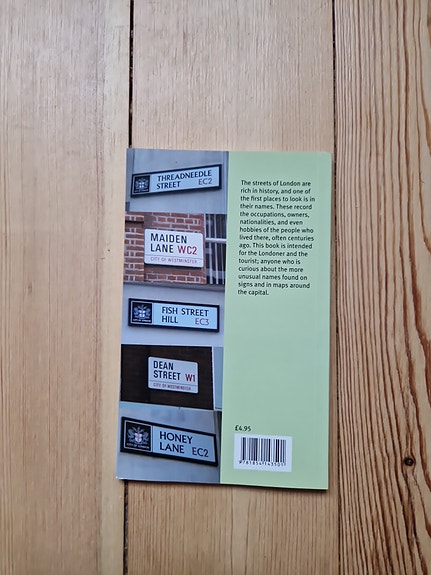 THREADNEEDLE
STREET EC2
MAIDEN
LANE WC2
CITY OF WESTMINSTER
FISH STREET
HILL EC3
DEAN
STREET W1
CITY OF WESTMINSTER
HONEY
LANE EC2
The streets of London are
rich in history, and one of
the first places to look is in
their names. These record
the occupations, owners,
nationalities, and even
hobbies of the people who
lived there, often centuries
ago. This book is intended
for the Londoner and the
tourist; anyone who is
curious about the more
unusual names found on
signs and in maps around
the capital.
£4.95
9 781854 143501